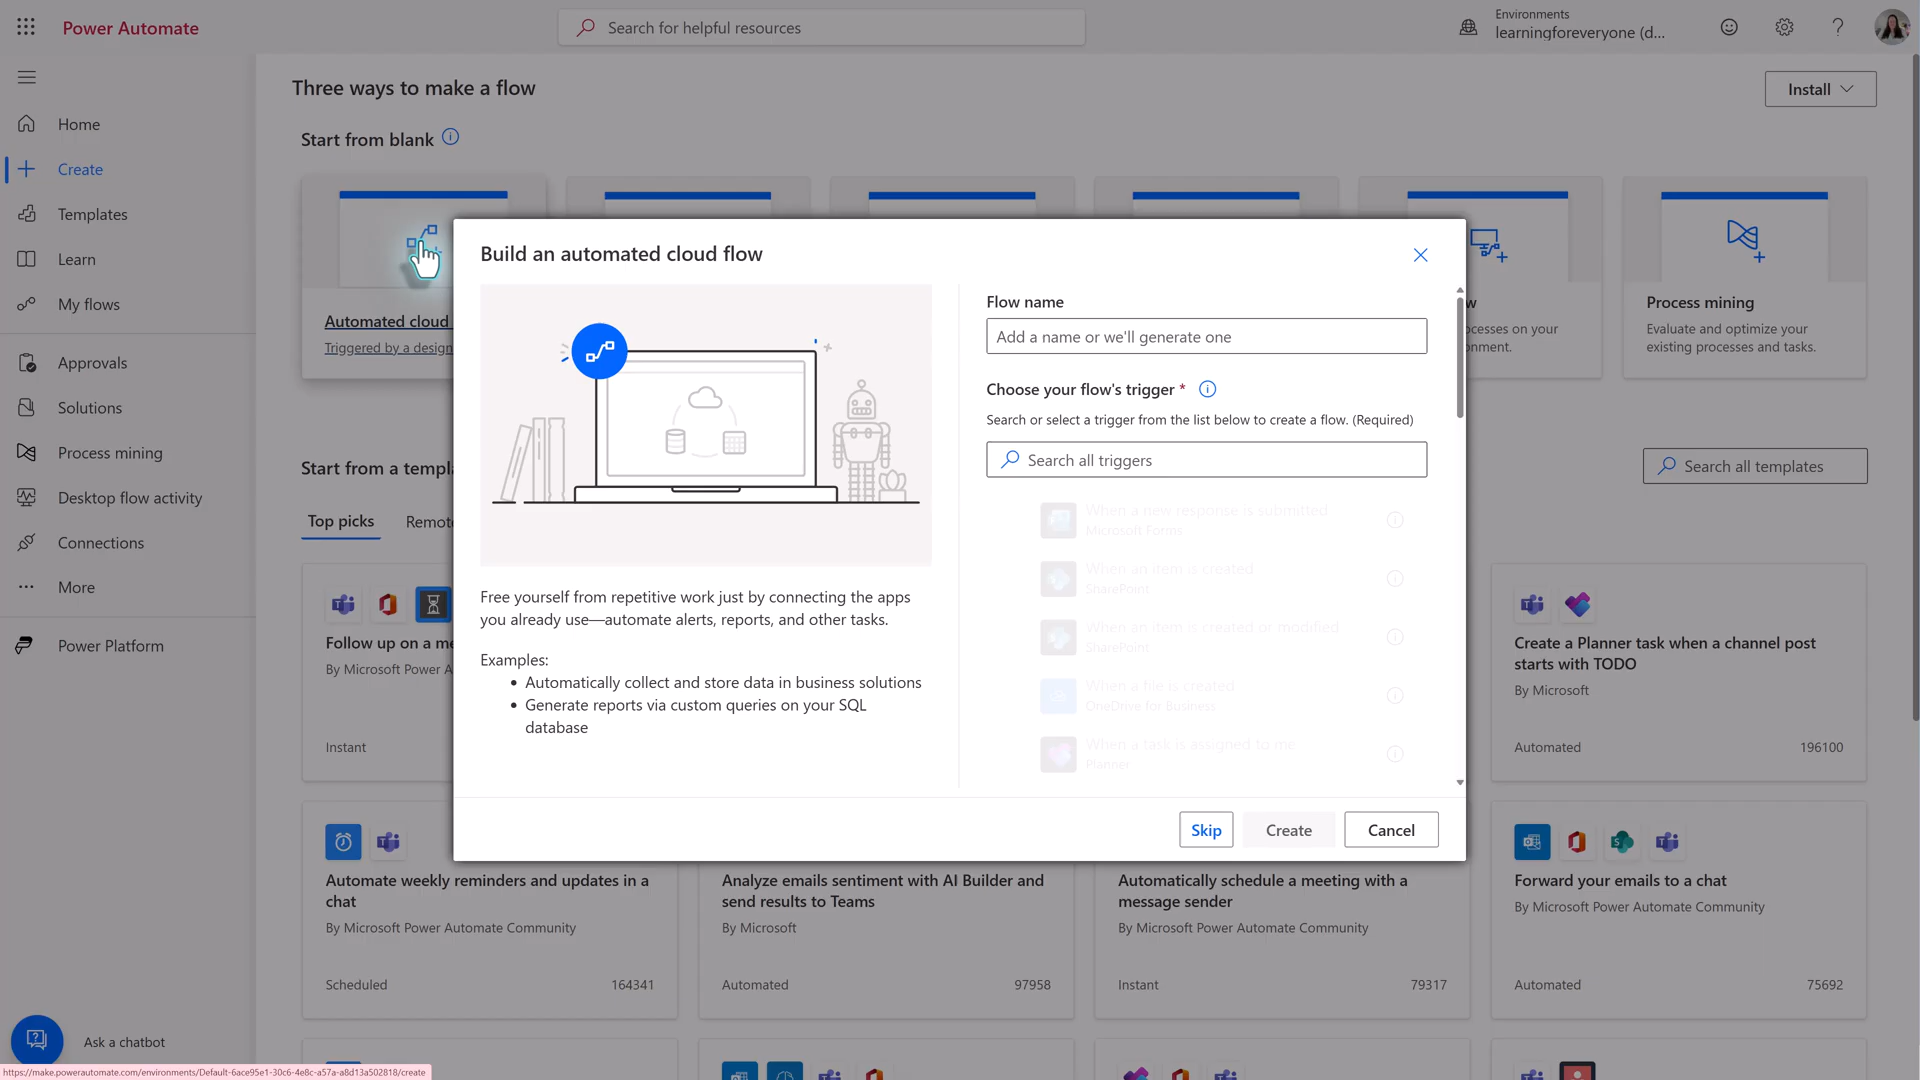 Power Automate
Search for helpful resources
Environments
learningforeveryone (d...
Home
Create
Templates
Learn
My flows
Approvals
Solutions
Process mining
Desktop flow activity
Connections
More
Power Platform
Ask a chatbot
Three ways to make a flow
Install
Start from blank
Automated cloud
Triggered by a design
w
ocesses on your
onment.
Process mining
Evaluate and optimize your
existing processes and tasks.
Start from a templa
Search all templates
Top picks
Remote
Build an automated cloud flow
Free yourself from repetitive work just by connecting the apps
you already use—automate alerts, reports, and other tasks.
Examples:
• Automatically collect and store data in business solutions
• Generate reports via custom queries on your SQL
database
Flow name
Add a name or we'll generate one
Choose your flow's trigger *
Search or select a trigger from the list below to create a flow. (Required)
Search all triggers
When a new response is submitted
Microsoft Forms
When an item is created
SharePoint
When an item is created or modified
SharePoint
When a file is created
OneDrive for Business
When a task is assigned to me
Planner
Skip
Create
Cancel
Follow up on a me
By Microsoft Power A
Instant
Create a Planner task when a channel post
starts with TODO
By Microsoft
Automated
196100
Automate weekly reminders and updates in a
chat
By Microsoft Power Automate Community
Scheduled
164341
Analyze emails sentiment with AI Builder and
send results to Teams
By Microsoft
Automated
97958
Automatically schedule a meeting with a
message sender
By Microsoft Power Automate Community
Instant
79317
Forward your emails to a chat
By Microsoft Power Automate Community
Automated
75692
https://make.powerautomate.com/environments/Default-6ace95e1-30c6-4e8c-a57a-a8d13a502818/create